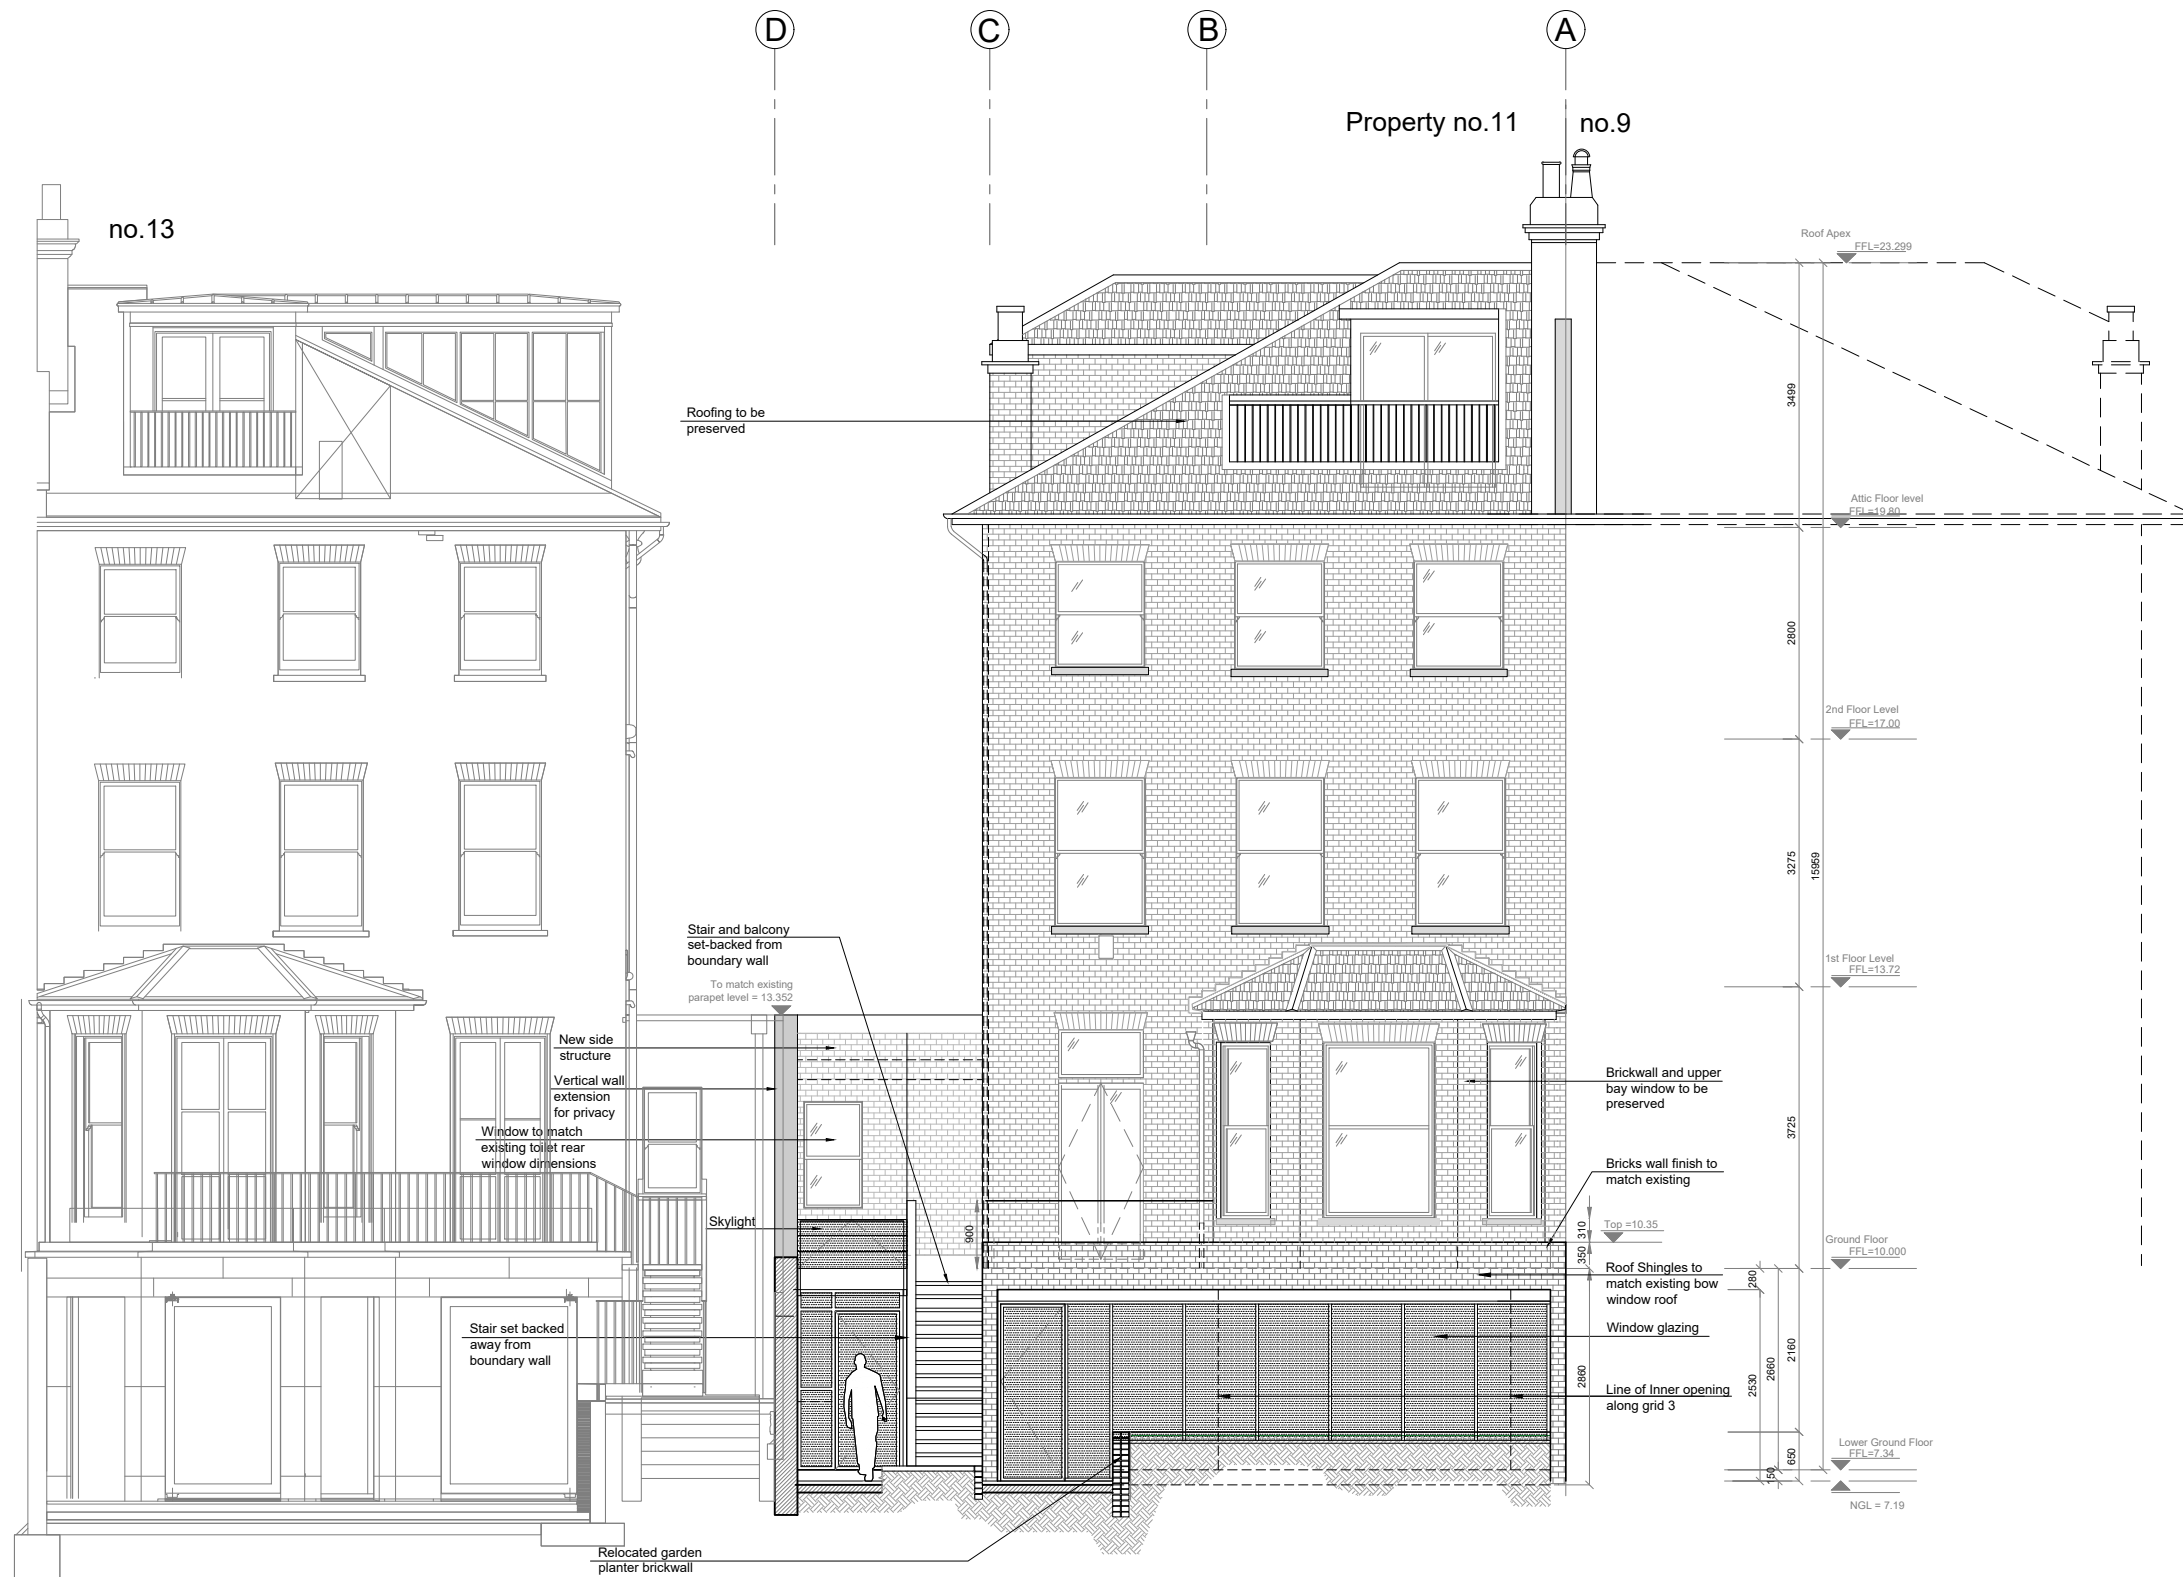 D
C
B
A
Property no.11
no.9
no.13
Roof Apex
FFL=23.299
Roofing to be
preserved
3499
Attic Floor level
FFL=19.80
2800
2nd Floor Level
FFL=17.00
3275
15959
Stair and balcony
set-backed from
boundary wall
1st Floor Level
FFL=13.72
To match existing
parapet level = 13.352
New side
structure
Vertical wall
extension
for privacy
Window to match
existing toilet rear
window dimensions
Brickwall and upper
bay window to be
preserved
3725
Bricks wall finish to
match existing
Skylight
900
310
Top =10.35
350
Ground Floor
FFL=10.000
Roof Shingles to
match existing bow
window roof
280
Stair set backed
away from
boundary wall
Window glazing
2860
2530
2660
2160
Line of Inner opening
along grid 3
Lower Ground Floor
FFL=7.34
650
150
NGL = 7.19
Relocated garden
planter brickwall